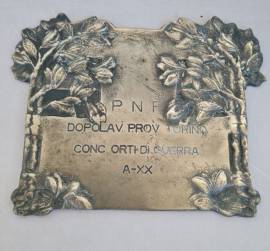 P N F
DOPOLAV PROV TORINO
CONC ORTI DI GUERRA
A-XX